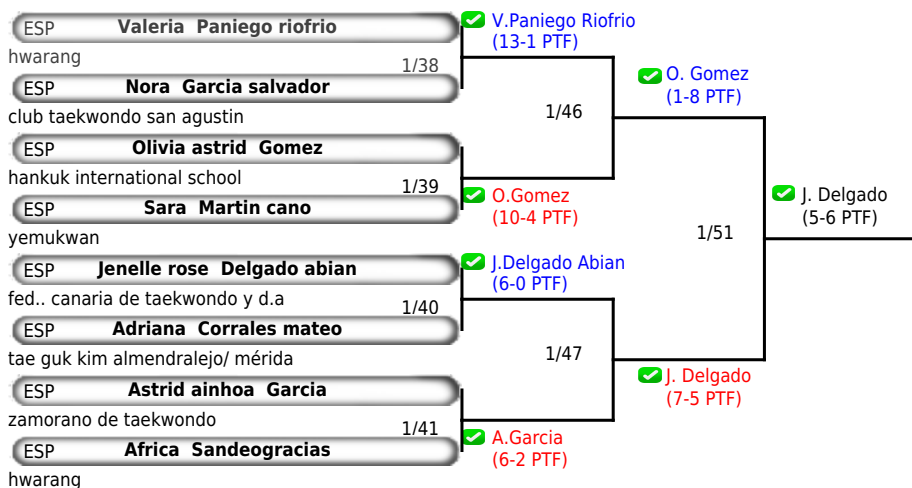 ESP Valeria Paniego riofrio
hwarang
1/38
ESP Nora Garcia salvador
club taekwondo san agustin
ESP Olivia astrid Gomez
hankuk international school
1/39
ESP Sara Martin cano
yemukwan
ESP Jenelle rose Delgado abian
fed.. canaria de taekwondo y d.a
1/40
ESP Adriana Corrales mateo
tae guk kim almendralejo/ mérida
ESP Astrid ainhoa Garcia
zamorano de taekwondo
1/41
ESP Africa Sandeogracias
hwarang
V.Paniego Riofrio
(13-1 PTF)
1/46
O.Gomez
(10-4 PTF)
J.Delgado Abian
(6-0 PTF)
1/47
A.Garcia
(6-2 PTF)
O. Gomez
(1-8 PTF)
1/51
J. Delgado
(7-5 PTF)
J. Delgado
(5-6 PTF)